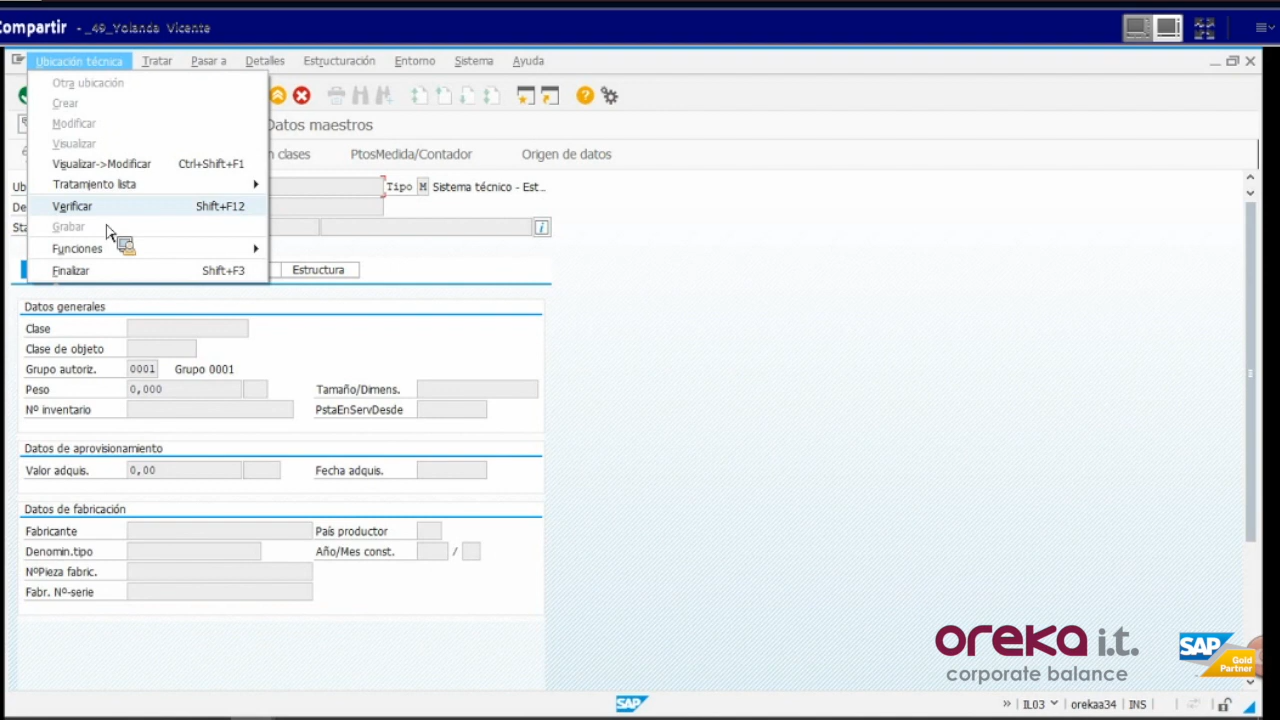 Compartir - _49_Yolanda Vicente
Ubicación técnica Tratar Pasar a Detalles Estructuración Entorno Sistema Ayuda
Otra ubicación
Crear
Modificar
Visualizar
Visualizar->Modificar Ctrl+Shift+F1
Tratamiento lista
Verificar Shift+F12
Grabar
Funciones
Finalizar Shift+F3
Datos maestros
n clases PtosMedida/Contador Origen de datos
Ub Tipo M Sistema técnico - Est..
De
Sta
Estructura
Datos generales
Clase
Clase de objeto
Grupo autoriz. 0001 Grupo 0001
Peso 0,000 Tamaño/Dimens.
Nº inventario PstaEnServDesde
Datos de aprovisionamiento
Valor adquis. 0,00 Fecha adquis.
Datos de fabricación
Fabricante País productor
Denomin.tipo Año/Mes const. /
NºPieza fabric.
Fabr. Nº-serie
oreka i.t.
corporate balance
SAP Gold Partner
SAP
» IL03 orekaa34 INS